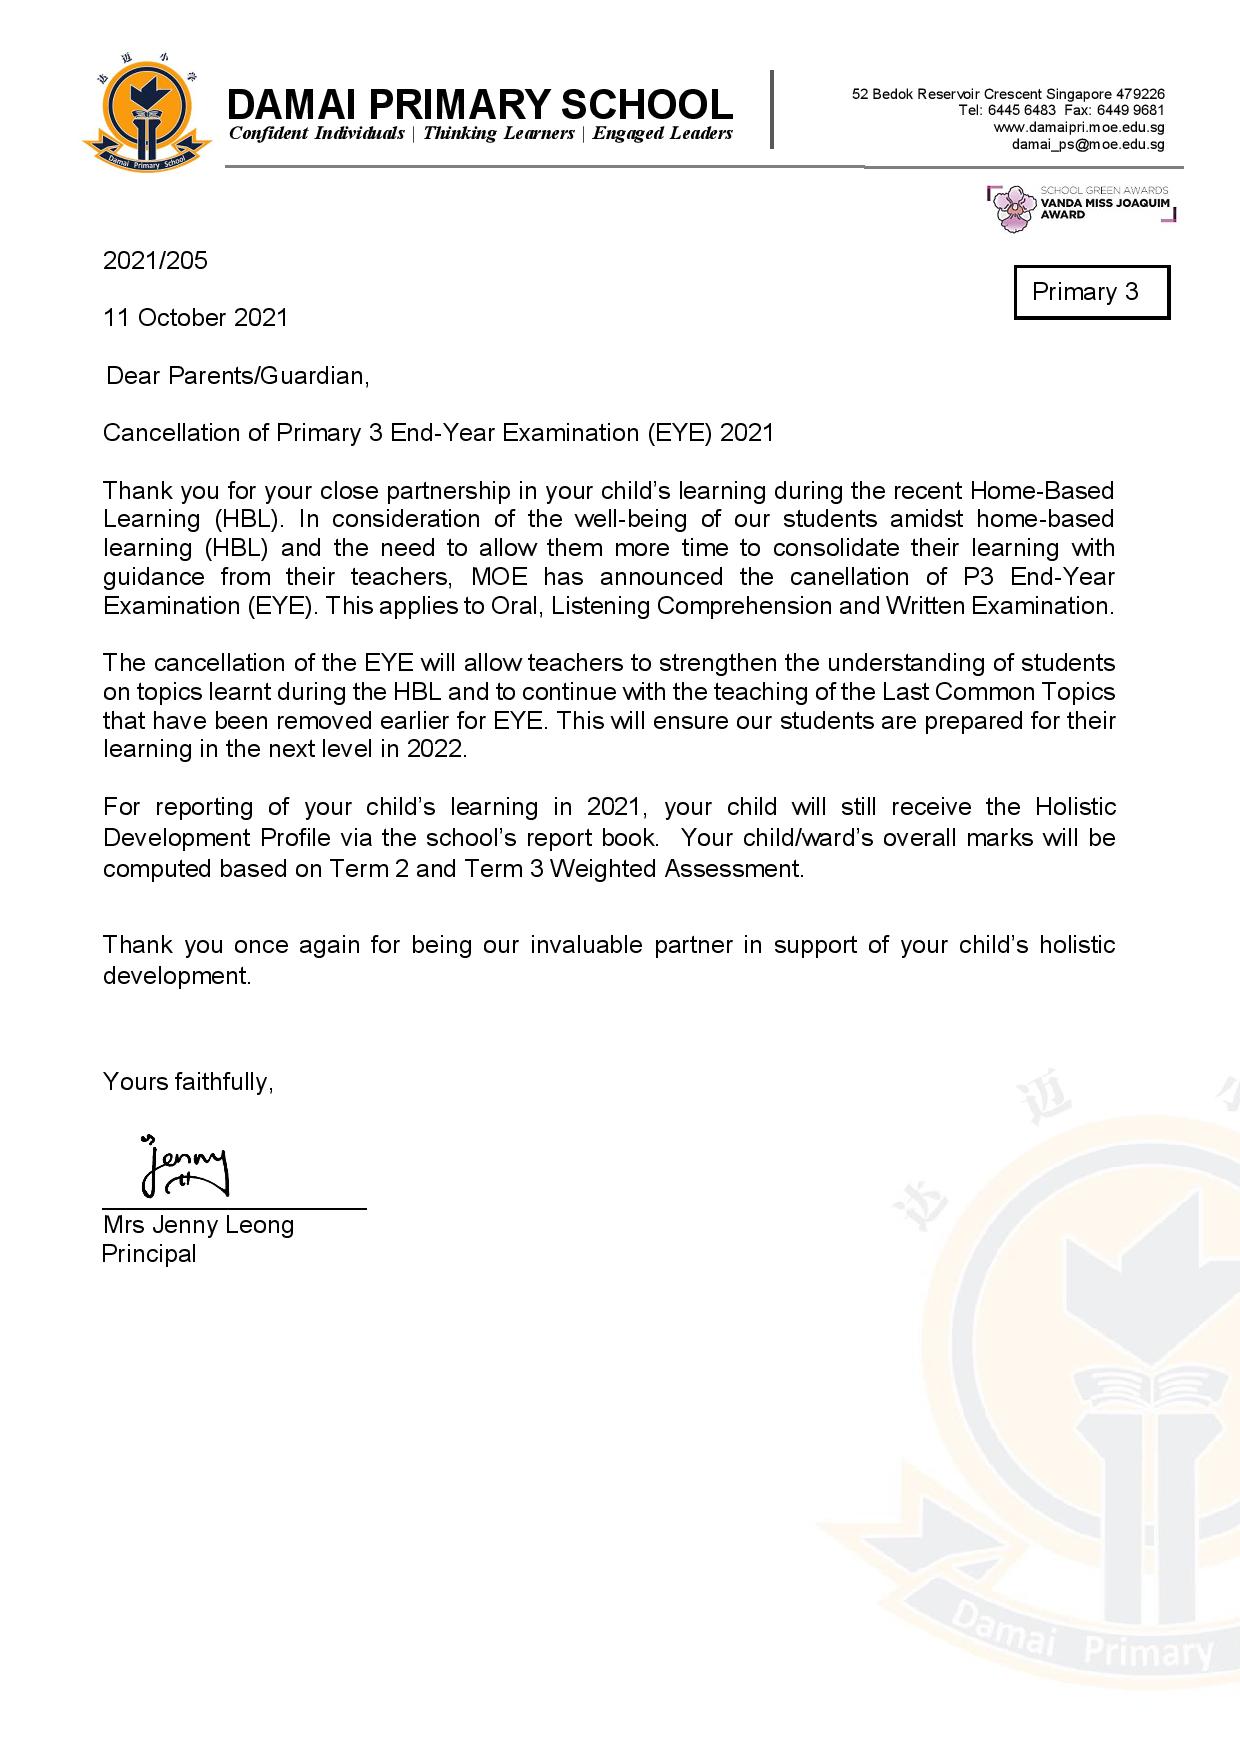 达 迈 小 学
Damai Primary School
DAMAI PRIMARY SCHOOL
Confident Individuals | Thinking Learners | Engaged Leaders
52 Bedok Reservoir Crescent Singapore 479226
Tel: 6445 6483 Fax: 6449 9681
www.damaipri.moe.edu.sg
damai_ps@moe.edu.sg
SCHOOL GREEN AWARDS
VANDA MISS JOAQUIM
AWARD
2021/205
Primary 3
11 October 2021
Dear Parents/Guardian,
Cancellation of Primary 3 End-Year Examination (EYE) 2021
Thank you for your close partnership in your child’s learning during the recent Home-Based
Learning (HBL). In consideration of the well-being of our students amidst home-based
learning (HBL) and the need to allow them more time to consolidate their learning with
guidance from their teachers, MOE has announced the canellation of P3 End-Year
Examination (EYE). This applies to Oral, Listening Comprehension and Written Examination.
The cancellation of the EYE will allow teachers to strengthen the understanding of students
on topics learnt during the HBL and to continue with the teaching of the Last Common Topics
that have been removed earlier for EYE. This will ensure our students are prepared for their
learning in the next level in 2022.
For reporting of your child’s learning in 2021, your child will still receive the Holistic
Development Profile via the school’s report book. Your child/ward’s overall marks will be
computed based on Term 2 and Term 3 Weighted Assessment.
Thank you once again for being our invaluable partner in support of your child’s holistic
development.
Yours faithfully,
Jenny
Mrs Jenny Leong
Principal
达 迈 小
Damai Primary